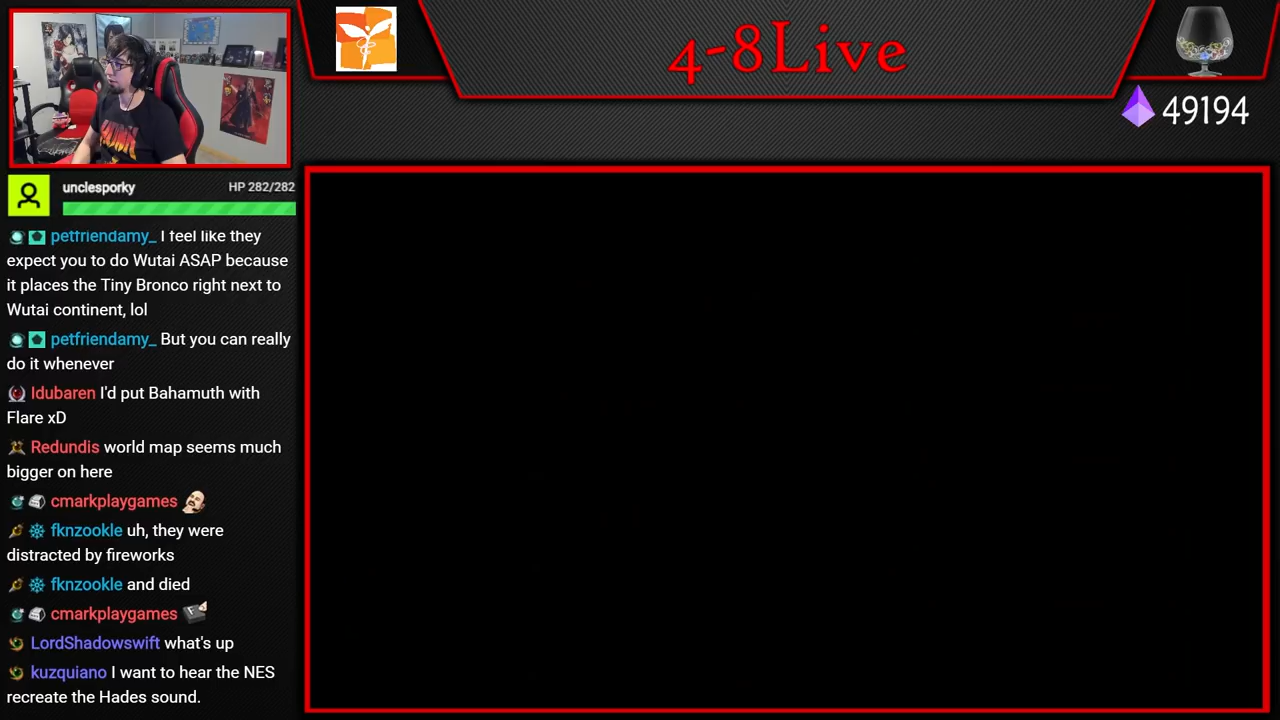 4-8Live
49194
unclesporky HP 282/282
petfriendamy_ I feel like they
expect you to do Wutai ASAP because
it places the Tiny Bronco right next to
Wutai continent, lol
petfriendamy_ But you can really
do it whenever
Idubaren I'd put Bahamuth with
Flare xD
Redundis world map seems much
bigger on here
cmarkplaygames
fknzookle uh, they were
distracted by fireworks
fknzookle and died
cmarkplaygames
LordShadowswift what's up
kuzquiano I want to hear the NES
recreate the Hades sound.